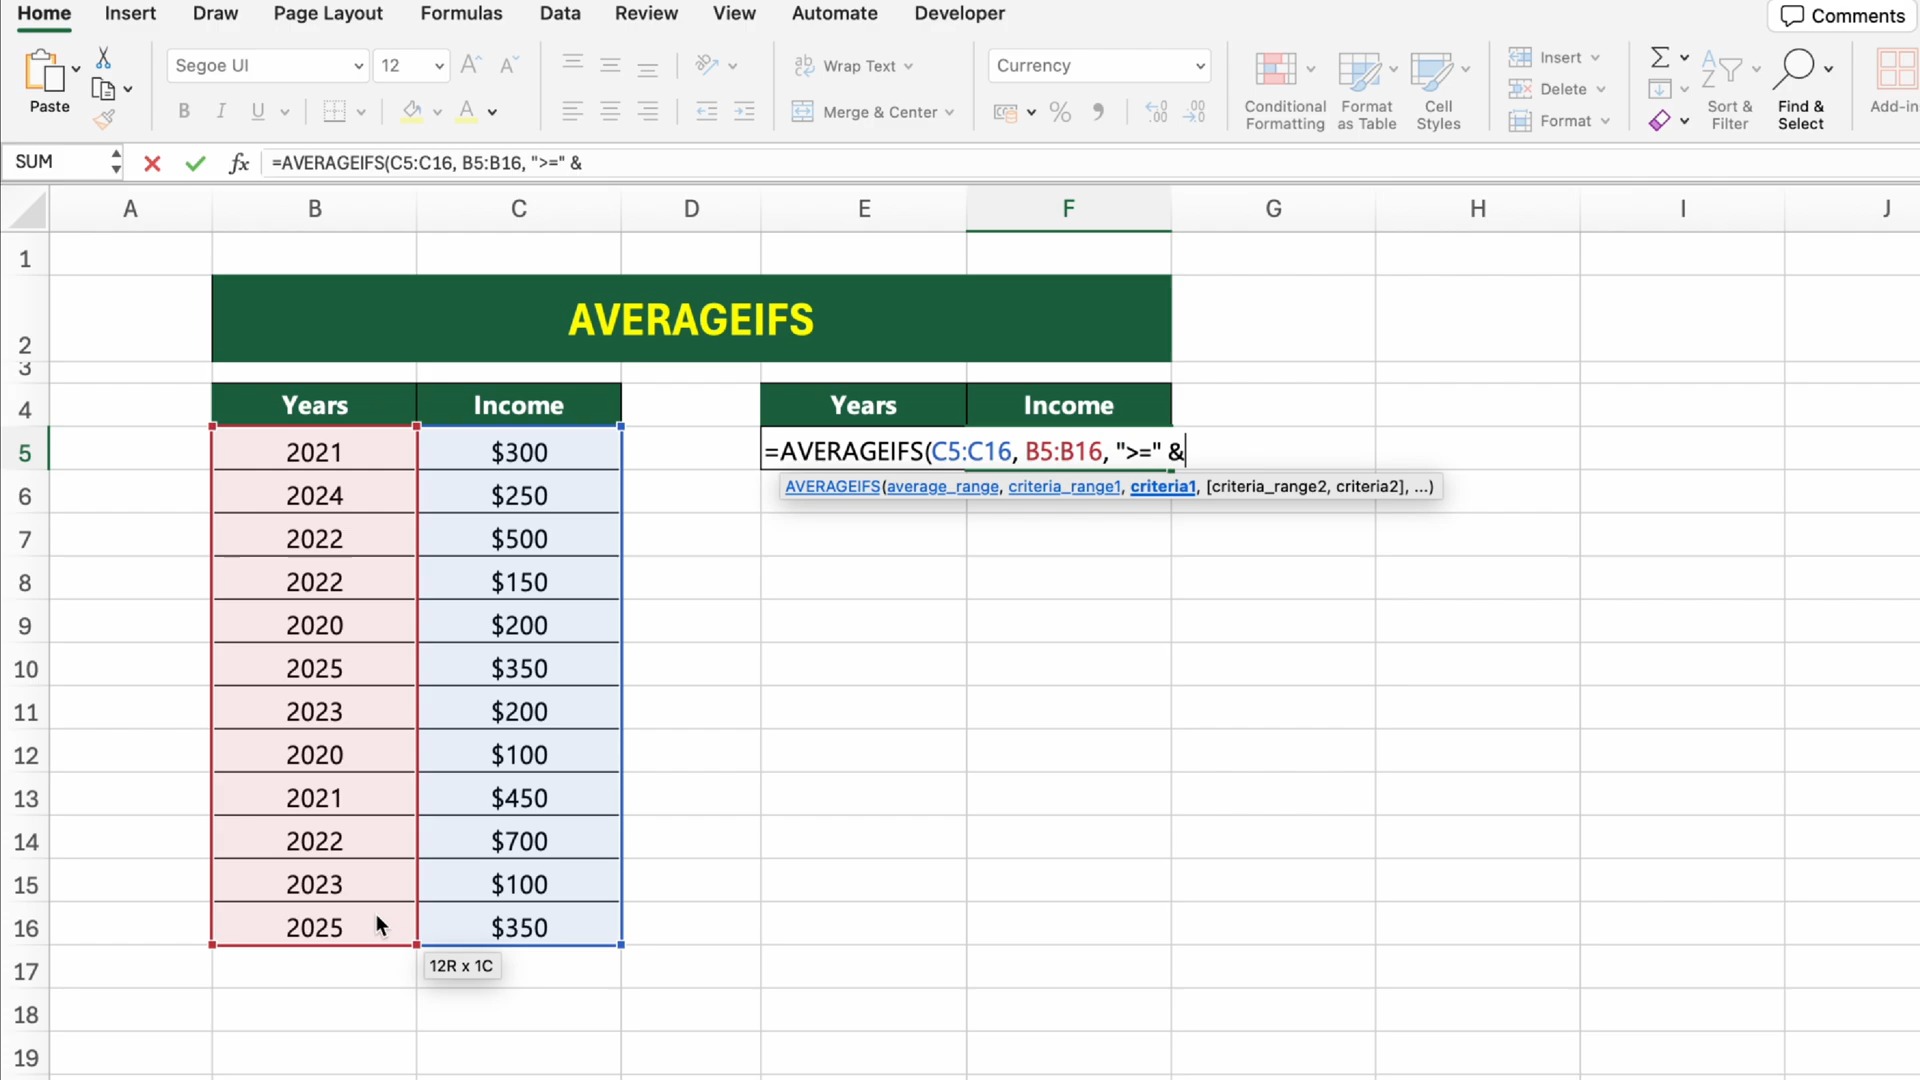 Home Insert Draw Page Layout Formulas Data Review View Automate Developer Comments
Paste
Segoe UI 12
Wrap Text
Merge & Center
Currency
Conditional Formatting
Format as Table
Cell Styles
Insert
Delete
Format
Sort & Filter
Find & Select
Add-in
SUM fx =AVERAGEIFS(C5:C16, B5:B16, ">=" &
A B C D E F G H I J
1
2 AVERAGEIFS
3
4 Years Income Years Income
5 2021 $300 =AVERAGEIFS(C5:C16, B5:B16, ">=" &
AVERAGEIFS(average_range, criteria_range1, criteria1, [criteria_range2, criteria2], ...)
6 2024 $250
7 2022 $500
8 2022 $150
9 2020 $200
10 2025 $350
11 2023 $200
12 2020 $100
13 2021 $450
14 2022 $700
15 2023 $100
16 2025 $350
12R x 1C
17
18
19